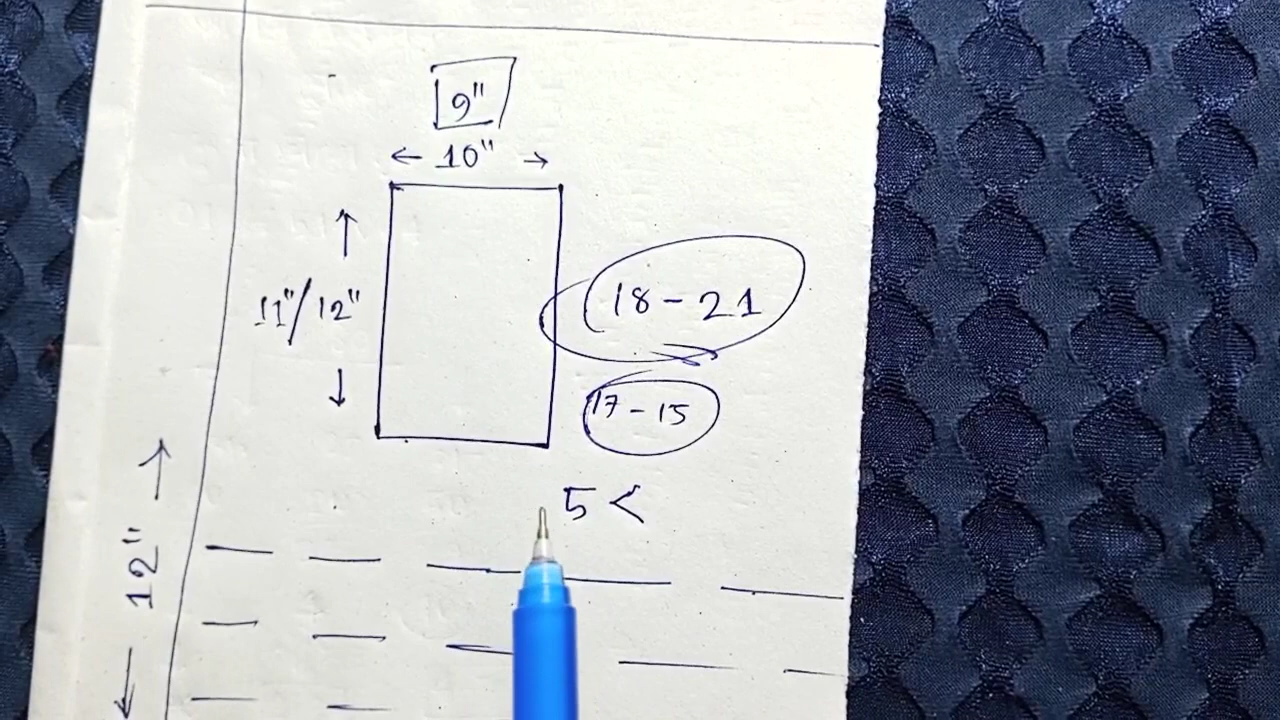 9"
← 10" →
11"/12"
18 - 21
17 - 15
5 <
← 12" →